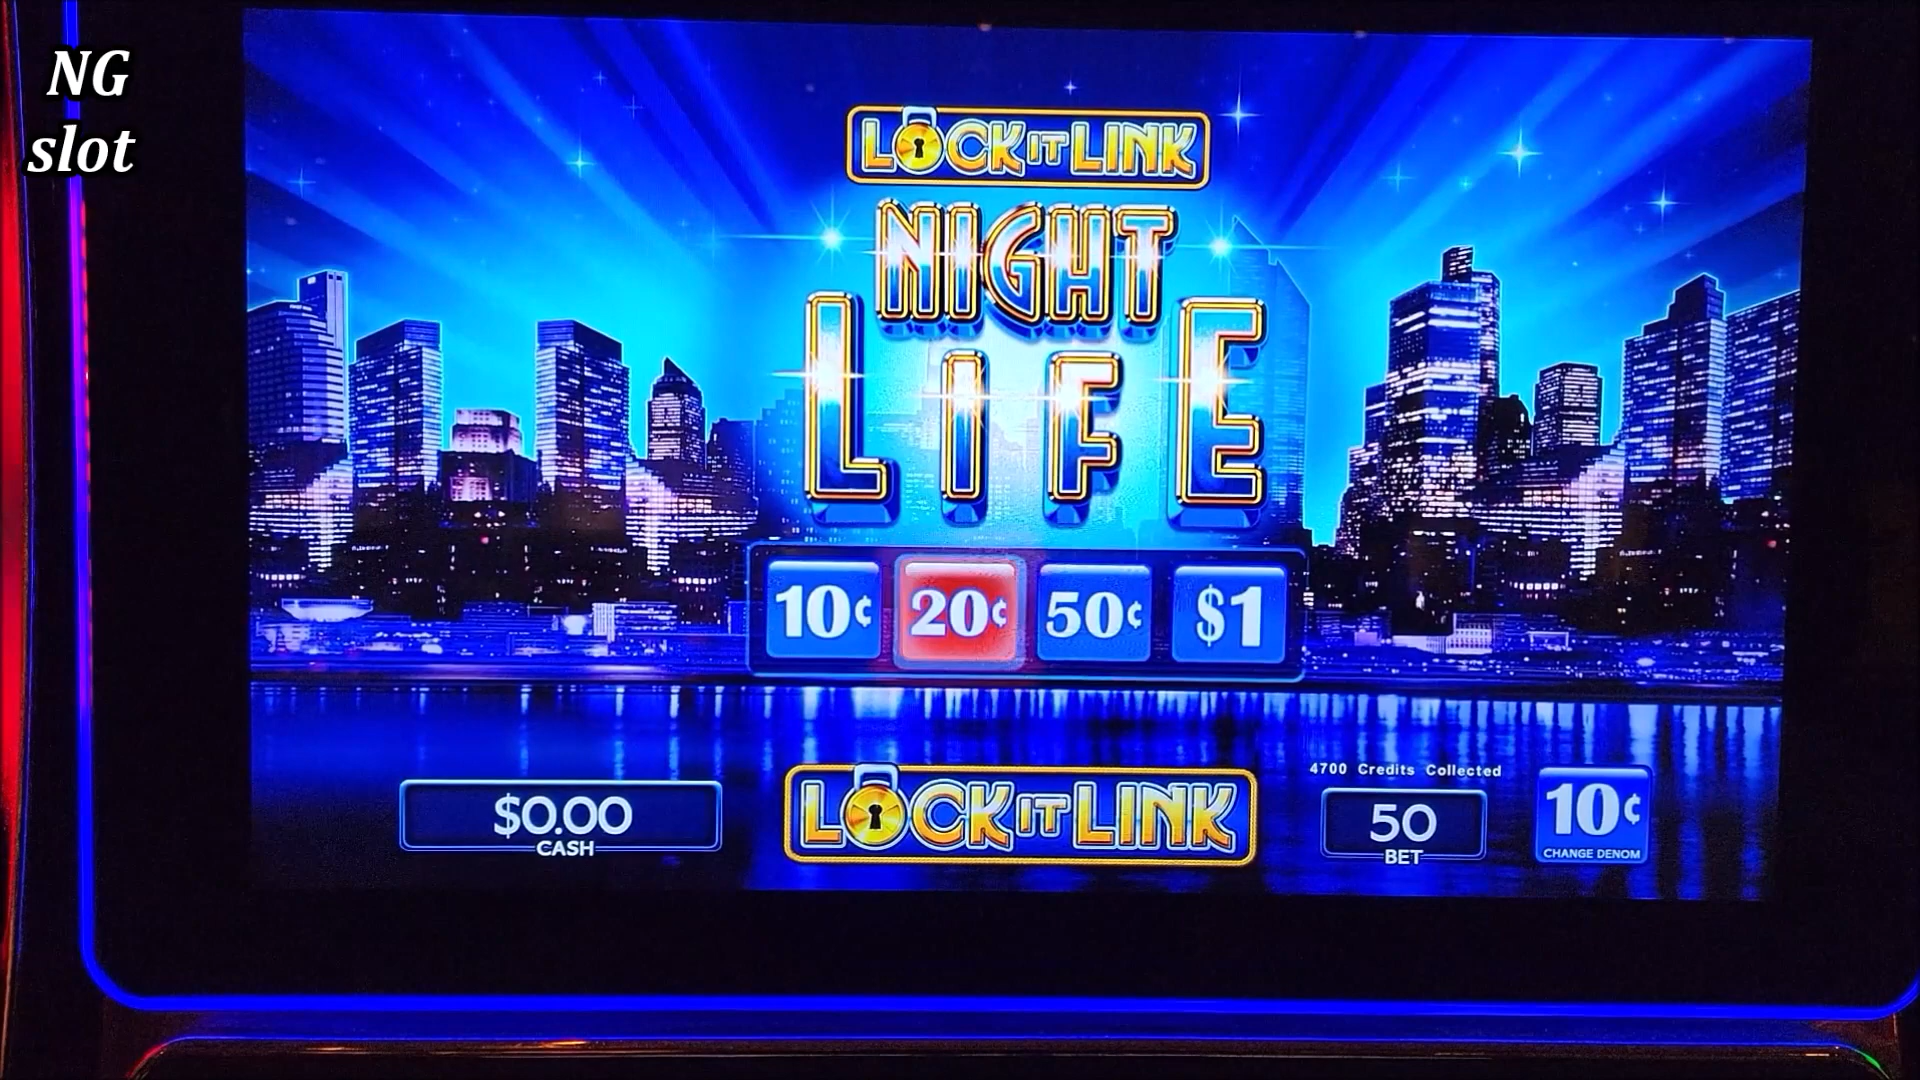 NG
slot
LOCK IT LINK
NIGHT
LIFE
10¢ 20¢ 50¢ $1
$0.00
CASH
LOCK IT LINK
4700 Credits Collected
50
BET
10¢
CHANGE DENOM